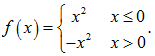 f(x) = { x² x ≤ 0
−x² x > 0 .